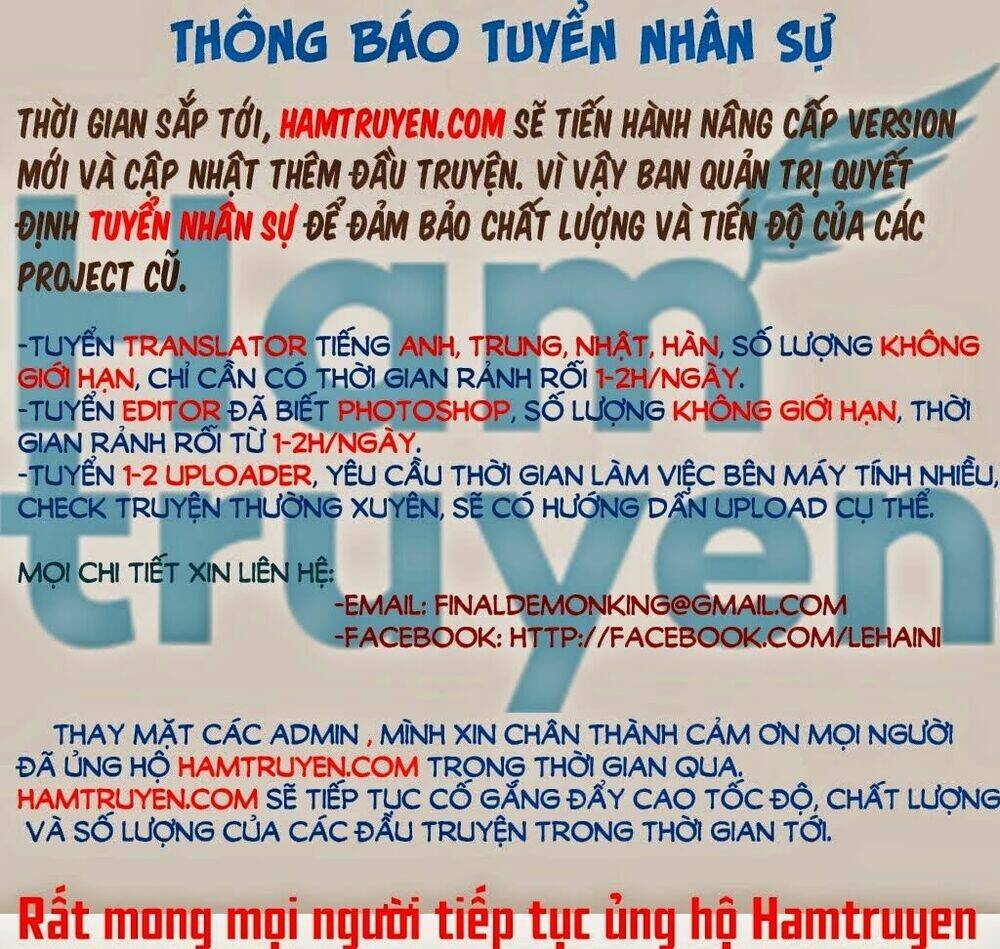 THÔNG BÁO TUYỂN NHÂN SỰ
THỜI GIAN SẮP TỚI, HAMTRUYEN.COM SẼ TIẾN HÀNH NÂNG CẤP VERSION
MỚI VÀ CẬP NHẬT THÊM ĐẦU TRUYỆN. VÌ VẬY BAN QUẢN TRỊ QUYẾT
ĐỊNH TUYỂN NHÂN SỰ ĐỂ ĐẢM BẢO CHẤT LƯỢNG VÀ TIẾN ĐỘ CỦA CÁC
PROJECT CŨ.
Ham
truyen
-TUYỂN TRANSLATOR TIẾNG ANH, TRUNG, NHẬT, HÀN, SỐ LƯỢNG KHÔNG
GIỚI HẠN, CHỈ CẦN CÓ THỜI GIAN RẢNH RỖI 1-2H/NGÀY.
-TUYỂN EDITOR ĐÃ BIẾT PHOTOSHOP, SỐ LƯỢNG KHÔNG GIỚI HẠN, THỜI
GIAN RẢNH RỖI TỪ 1-2H/NGÀY.
-TUYỂN 1-2 UPLOADER, YÊU CẦU THỜI GIAN LÀM VIỆC BÊN MÁY TÍNH NHIỀU,
CHECK TRUYỆN THƯỜNG XUYÊN, SẼ CÓ HƯỚNG DẪN UPLOAD CỤ THỂ.
MỌI CHI TIẾT XIN LIÊN HỆ:
-EMAIL: FINALDEMONKING@GMAIL.COM
-FACEBOOK: HTTP://FACEBOOK.COM/LEHAINI
THAY MẶT CÁC ADMIN , MÌNH XIN CHÂN THÀNH CẢM ƠN MỌI NGƯỜI
ĐÃ ỦNG HỘ HAMTRUYEN.COM TRONG THỜI GIAN QUA.
HAMTRUYEN.COM SẼ TIẾP TỤC CỐ GẮNG ĐẨY CAO TỐC ĐỘ, CHẤT LƯỢNG
VÀ SỐ LƯỢNG CỦA CÁC ĐẦU TRUYỆN TRONG THỜI GIAN TỚI.
Rất mong mọi người tiếp tục ủng hộ Hamtruyen